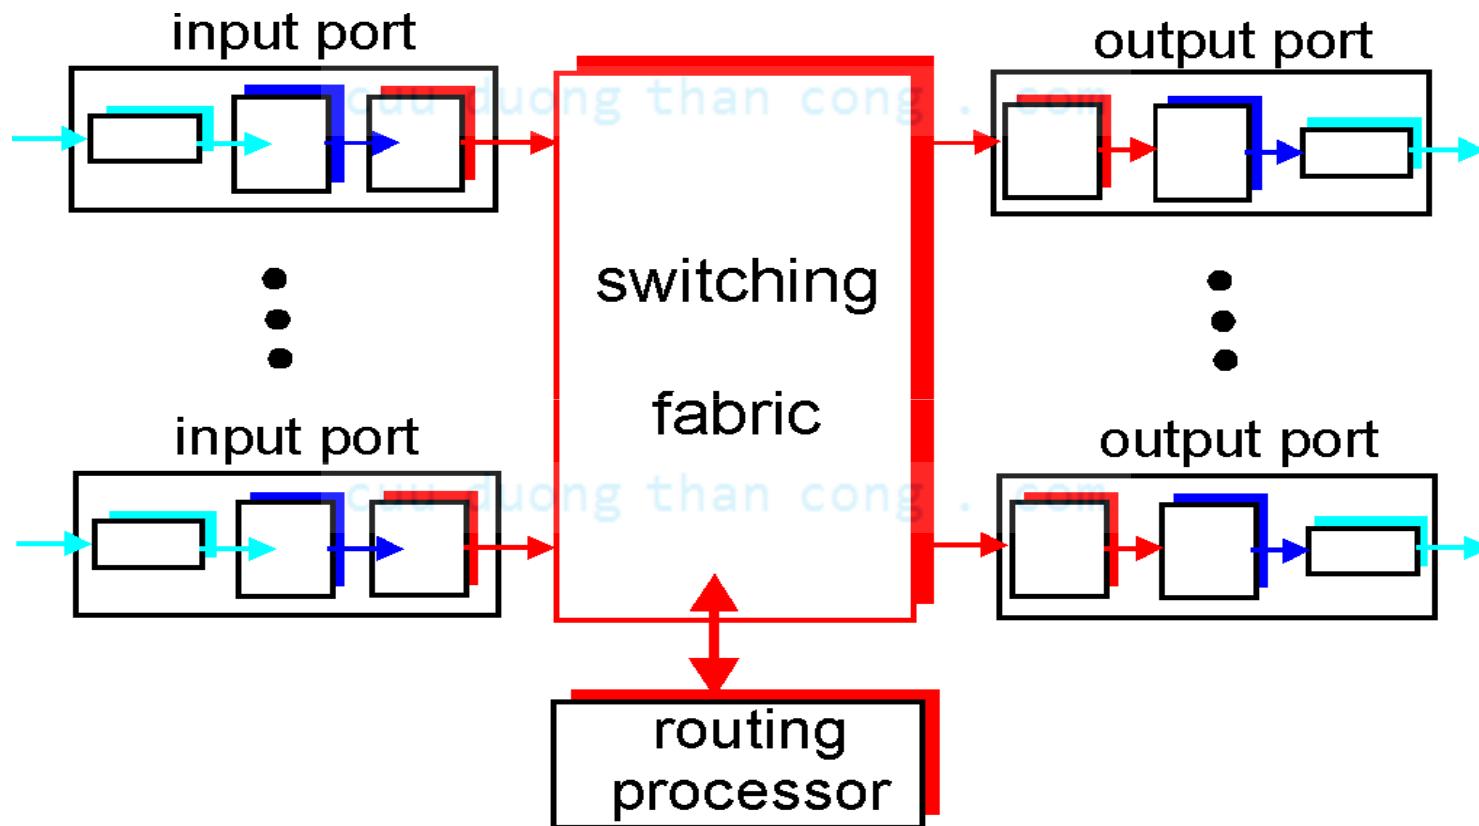 input port
output port
cuu duong than cong . com
switching
fabric
input port
output port
cuu duong than cong . com
routing
processor